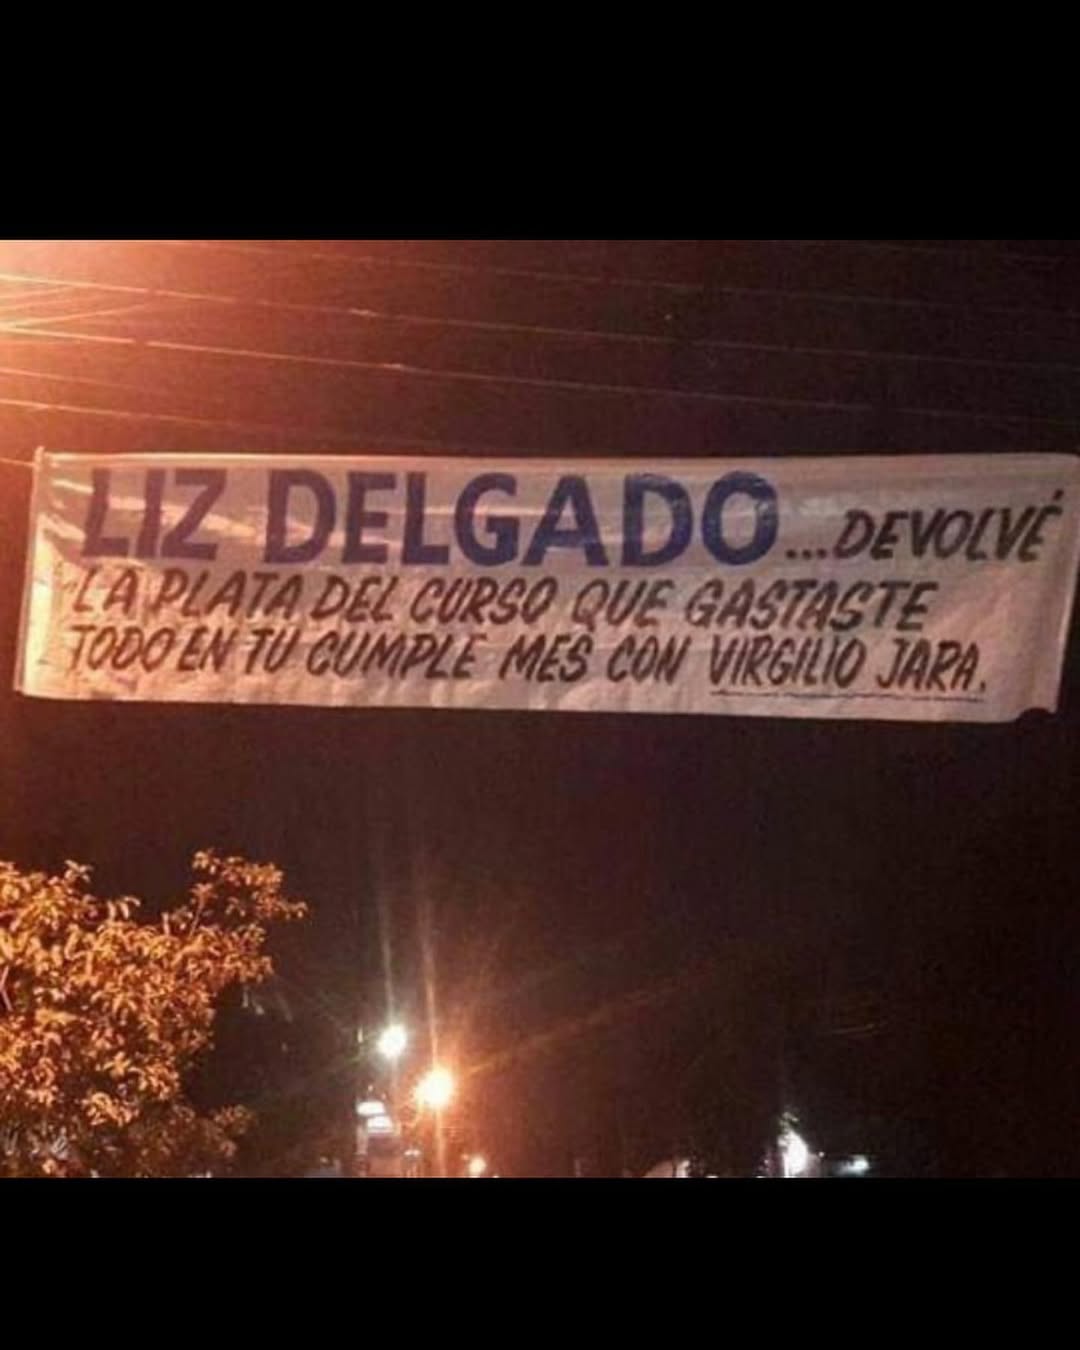 LIZ DELGADO...DEVOLVÉ
LA PLATA DEL CURSO QUE GASTASTE
TODO EN TU CUMPLE MES CON VIRGILIO JARA.